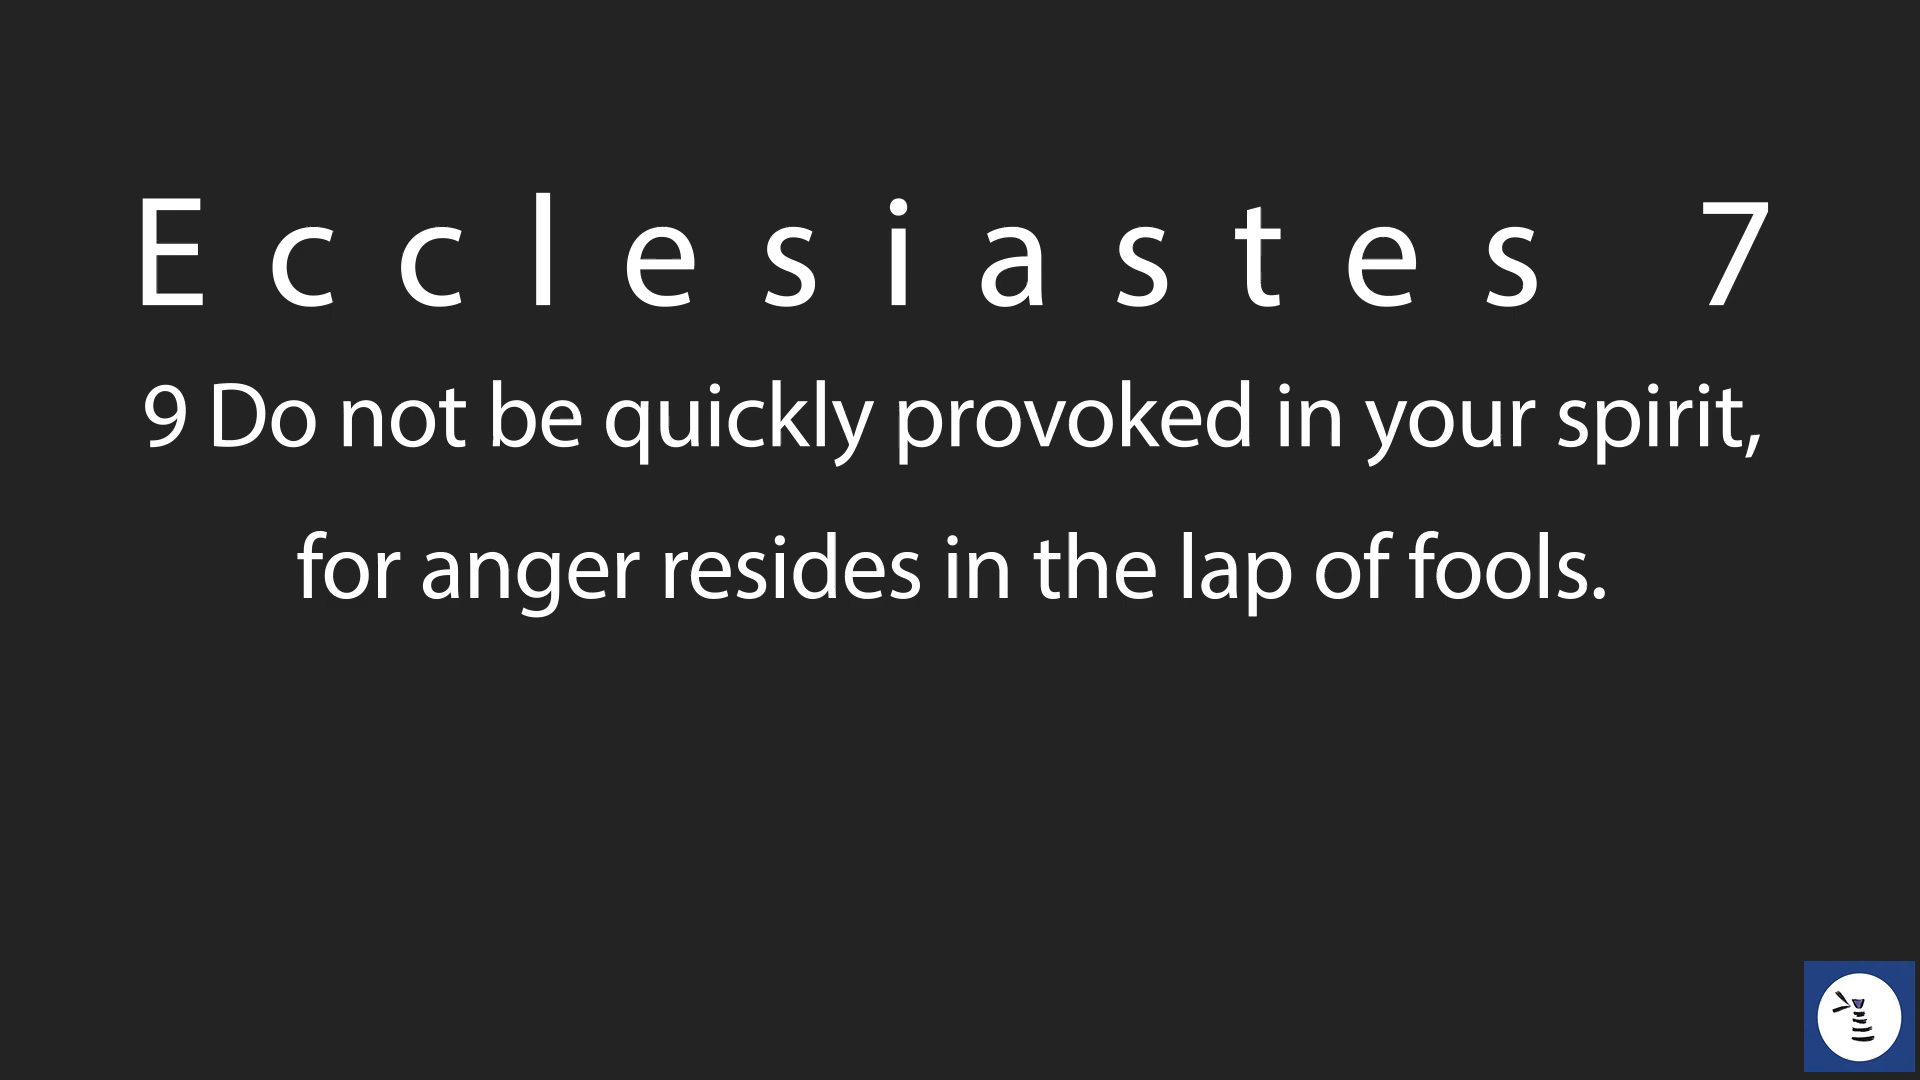 Ecclesiastes 7
9 Do not be quickly provoked in your spirit,
for anger resides in the lap of fools.